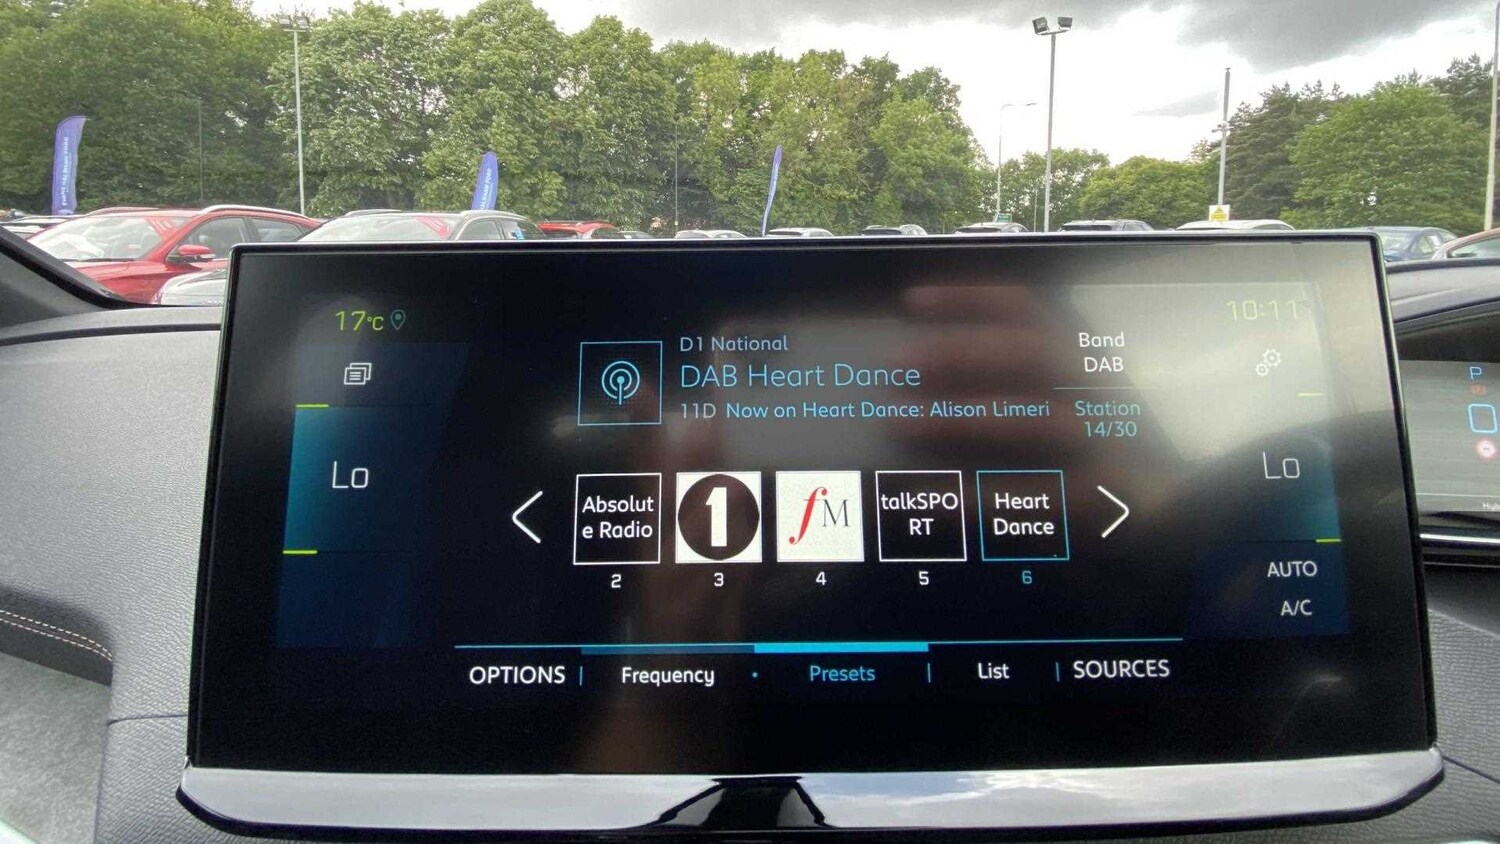 17°C
10:11
D1 National
DAB Heart Dance
11D Now on Heart Dance: Alison Limeri
Band
DAB
Station
14/30
Lo
Lo
Absolut
e Radio
1
fM
talkSPO
RT
Heart
Dance
2
3
4
5
6
AUTO
A/C
OPTIONS
Frequency
Presets
List
SOURCES
P